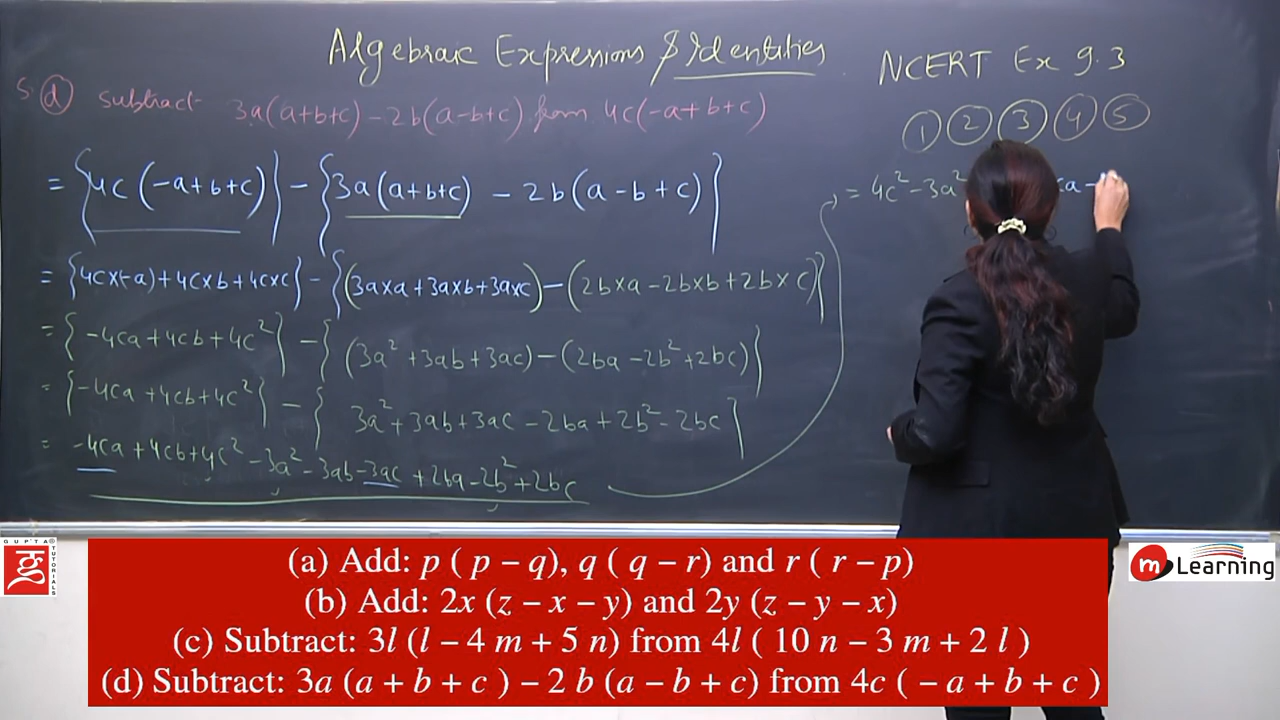 Algebraic Expressions & Identities
NCERT Ex 9.3
① ② ③ ④ ⑤
5. (d) subtract 3a(a+b+c) - 2b(a-b+c) from 4c(-a+b+c)
= {4c(-a+b+c)} - {3a(a+b+c) - 2b(a-b+c)}
= {4c×(-a)+4c×b+4c×c} - {(3a×a+3a×b+3a×c) - (2b×a-2b×b+2b×c)}
= {-4ca+4cb+4c²} - {(3a²+3ab+3ac) - (2ba-2b²+2bc)}
= {-4ca+4cb+4c²} - {3a²+3ab+3ac-2ba+2b²-2bc}
= -4ca+4cb+4c²-3a²-3ab-3ac+2ba-2b²+2bc
= 4c²-3a² ca -
GUPTA®
TUTORIALS
(a) Add: p ( p – q), q ( q – r) and r ( r – p)
(b) Add: 2x (z – x – y) and 2y (z – y – x)
(c) Subtract: 3l (l – 4 m + 5 n) from 4l ( 10 n – 3 m + 2 l )
(d) Subtract: 3a (a + b + c ) – 2 b (a – b + c) from 4c ( – a + b + c )
m Learning